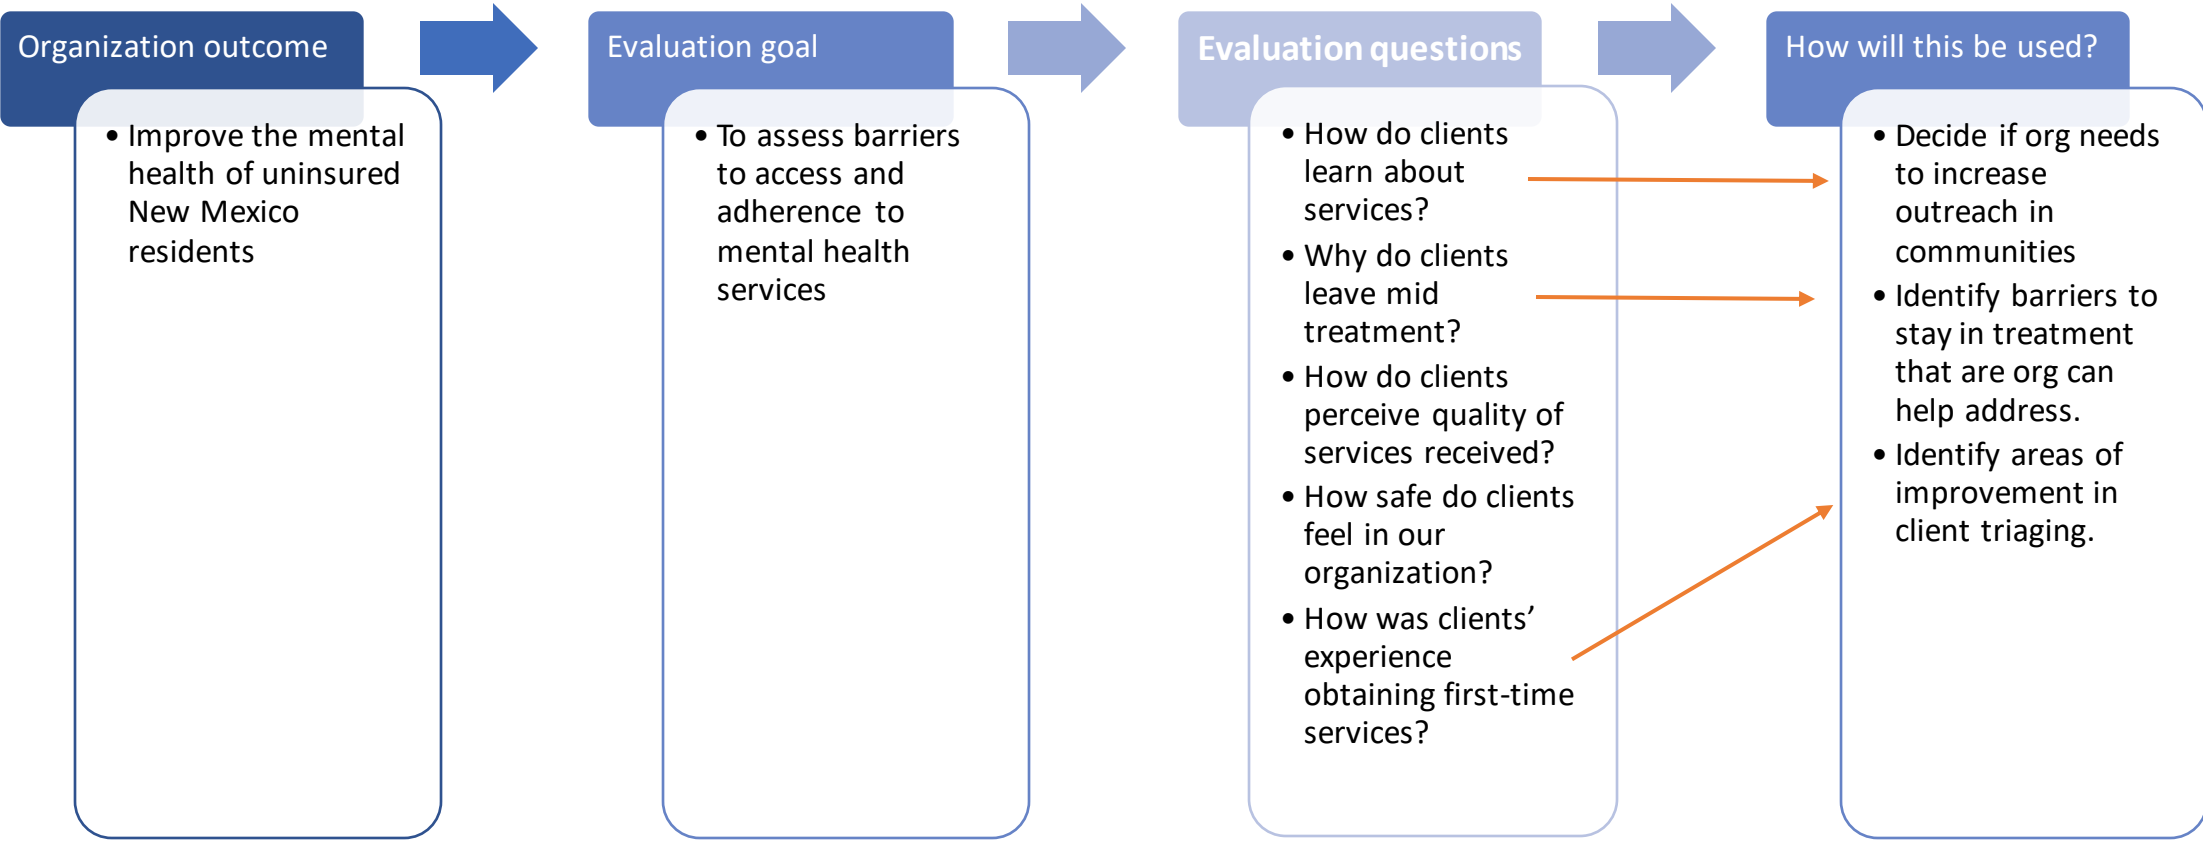 Organization outcome
• Improve the mental
health of uninsured
New Mexico
residents
Evaluation goal
• To assess barriers
to access and
adherence to
mental health
services
Evaluation questions
• How do clients
learn about
services?
• Why do clients
leave mid
treatment?
• How do clients
perceive quality of
services received?
• How safe do clients
feel in our
organization?
• How was clients’
experience
obtaining first-time
services?
How will this be used?
• Decide if org needs
to increase
outreach in
communities
• Identify barriers to
stay in treatment
that are org can
help address.
• Identify areas of
improvement in
client triaging.